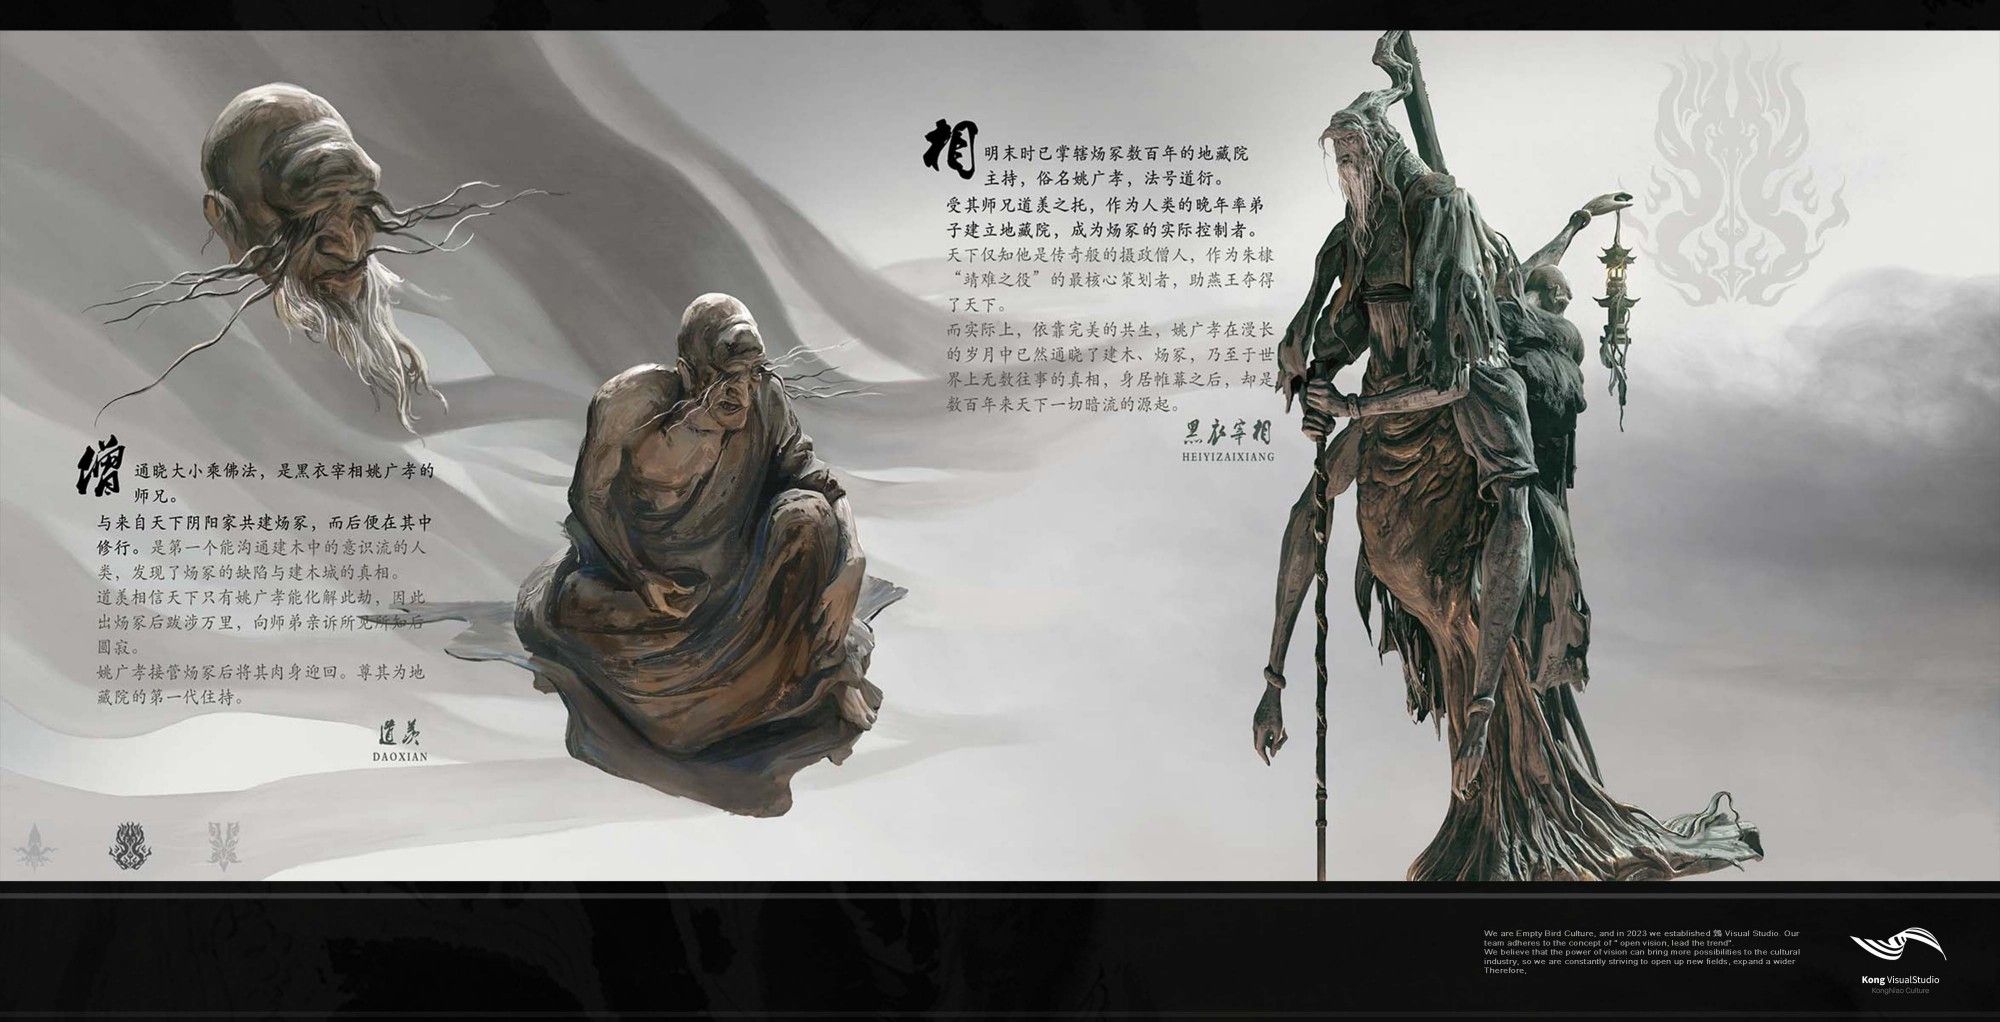 僧
通晓大小乘佛法，是黑衣宰相姚广孝的
师兄。
与来自天下阴阳家共建炀冢，而后便在其中
修行。是第一个能沟通建木中的意识流的人
类，发现了炀冢的缺陷与建木城的真相。
道羡相信天下只有姚广孝能化解此劫，因此
出炀冢后跋涉万里，向师弟亲诉所见所知后
圆寂。
姚广孝接管炀冢后将其肉身迎回。尊其为地
藏院的第一代住持。
道羡
DAOXIAN
相
明末时已掌辖炀冢数百年的地藏院
主持，俗名姚广孝，法号道衍。
受其师兄道羡之托，作为人类的晚年率弟
子建立地藏院，成为炀冢的实际控制者。
天下仅知他是传奇般的摄政僧人，作为朱棣
“靖难之役”的最核心策划者，助燕王夺得
了天下。
而实际上，依靠完美的共生，姚广孝在漫长
的岁月中已然通晓了建木、炀冢，乃至于世
界上无数往事的真相，身居帷幕之后，却是
数百年来天下一切暗流的源起。
黑衣宰相
HEIYIZAIXIANG
We are Empty Bird Culture, and in 2023 we established 鵼 Visual Studio. Our
team adheres to the concept of " open vision, lead the trend".
We believe that the power of vision can bring more possibilities to the cultural
industry, so we are constantly striving to open up new fields, expand a wider
Therefore,
Kong VisualStudio
KongNiao Culture